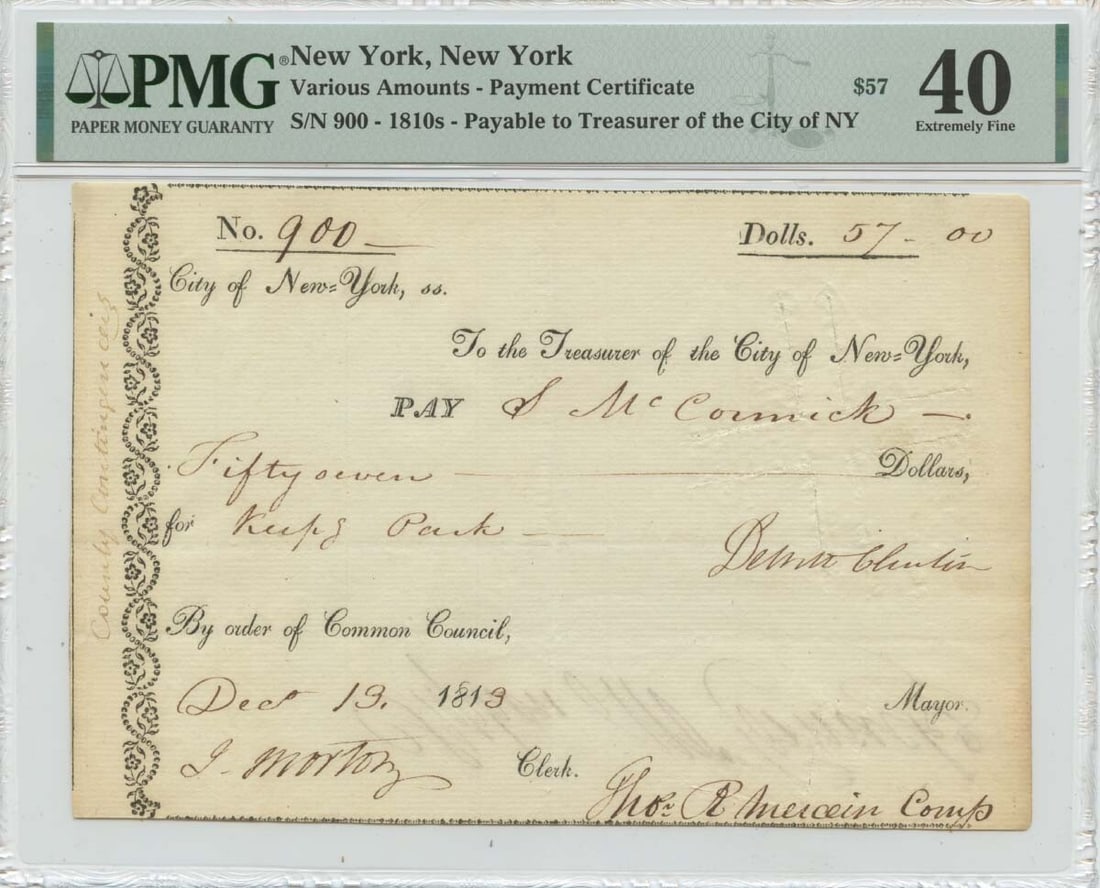 PMG®
PAPER MONEY GUARANTY
New York, New York
Various Amounts - Payment Certificate
S/N 900 - 1810s - Payable to Treasurer of the City of NY
$57
40
Extremely Fine
No. 900
Dolls. 57 - 00
City of New=York, ss.
To the Treasurer of the City of New=York,
PAY S McCormick
Fifty seven Dollars,
for Keepg Park
DeWitt Clinton
By order of Common Council,
Decr 13. 1813
Mayor.
J. Morton Clerk.
Thos R Mercein Comp
County Contingencies